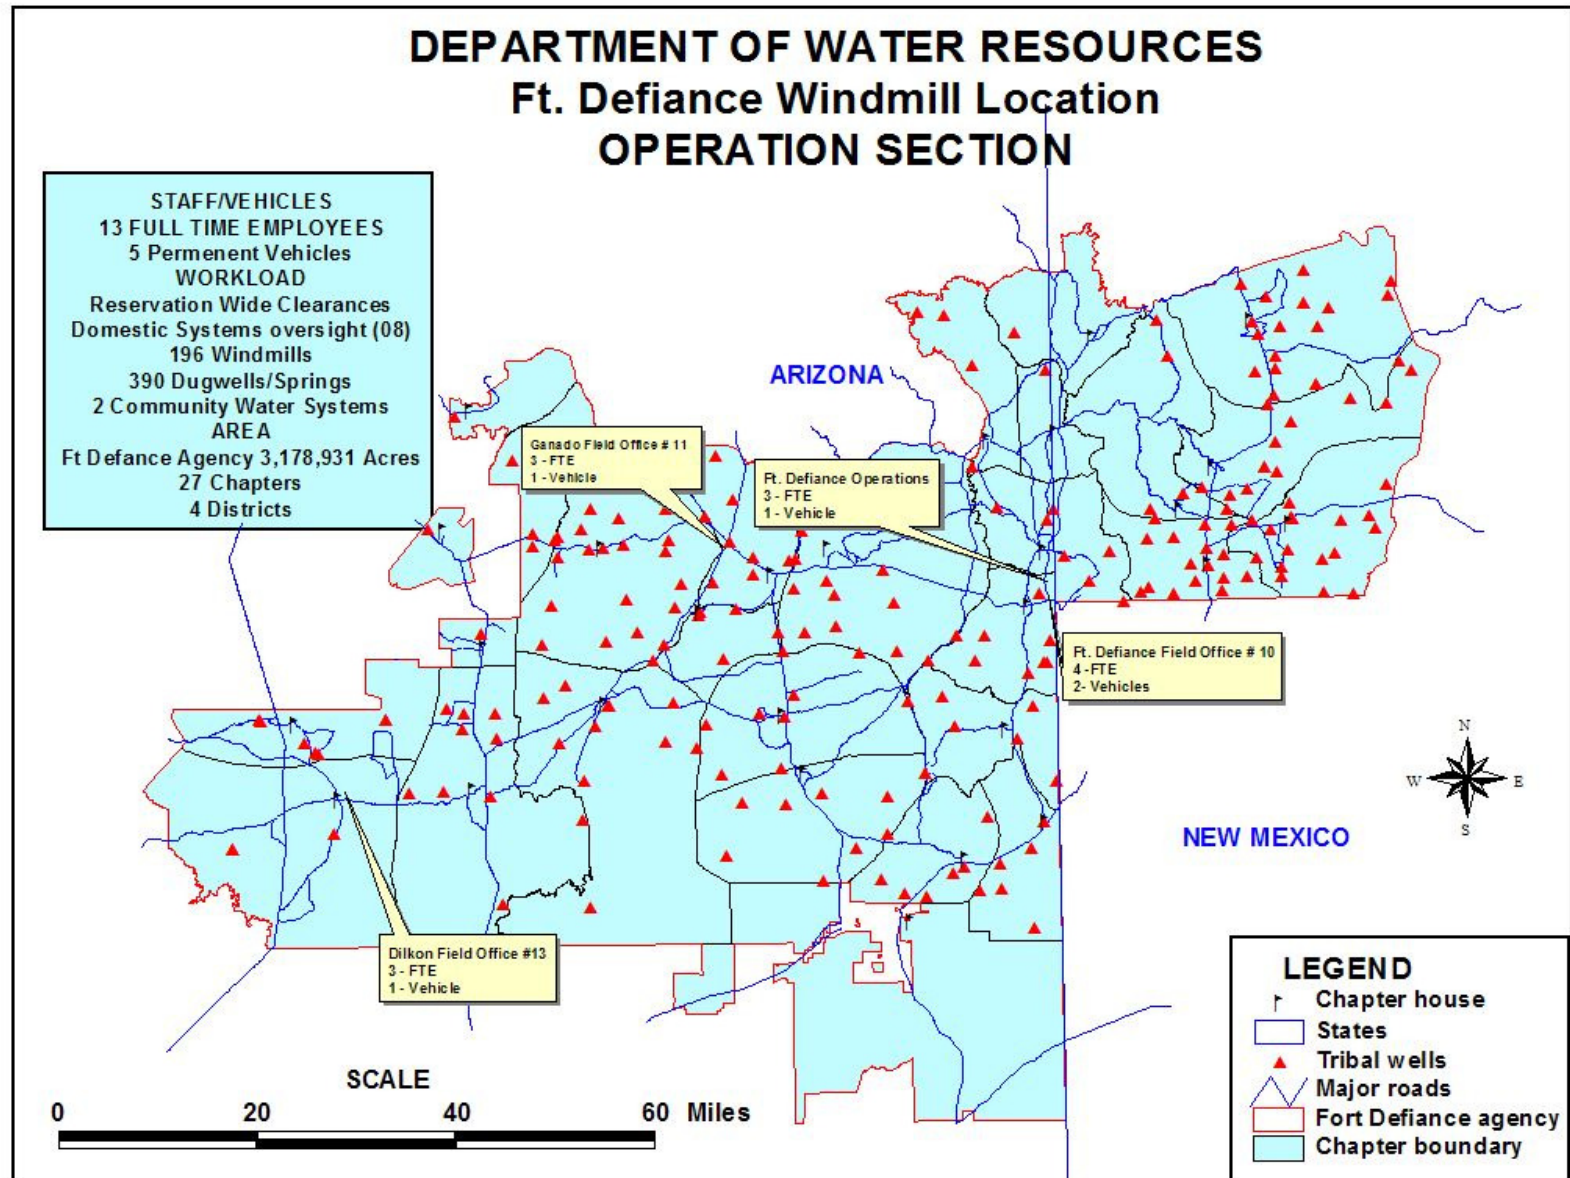 DEPARTMENT OF WATER RESOURCES
Ft. Defiance Windmill Location
OPERATION SECTION
STAFF/VEHICLES
13 FULL TIME EMPLOYEES
5 Permenent Vehicles
WORKLOAD
Reservation Wide Clearances
Domestic Systems oversight (08)
196 Windmills
390 Dugwells/Springs
2 Community Water Systems
AREA
Ft Defance Agency 3,178,931 Acres
27 Chapters
4 Districts
ARIZONA
Ganado Field Office # 11
3 - FTE
1 - Vehicle
Ft. Defiance Operations
3 - FTE
1 - Vehicle
Ft. Defiance Field Office # 10
4 -FTE
2- Vehicles
N
W E
S
NEW MEXICO
Dilkon Field Office #13
3 - FTE
1 - Vehicle
SCALE
0 20 40 60 Miles
LEGEND
Chapter house
States
Tribal wells
Major roads
Fort Defiance agency
Chapter boundary